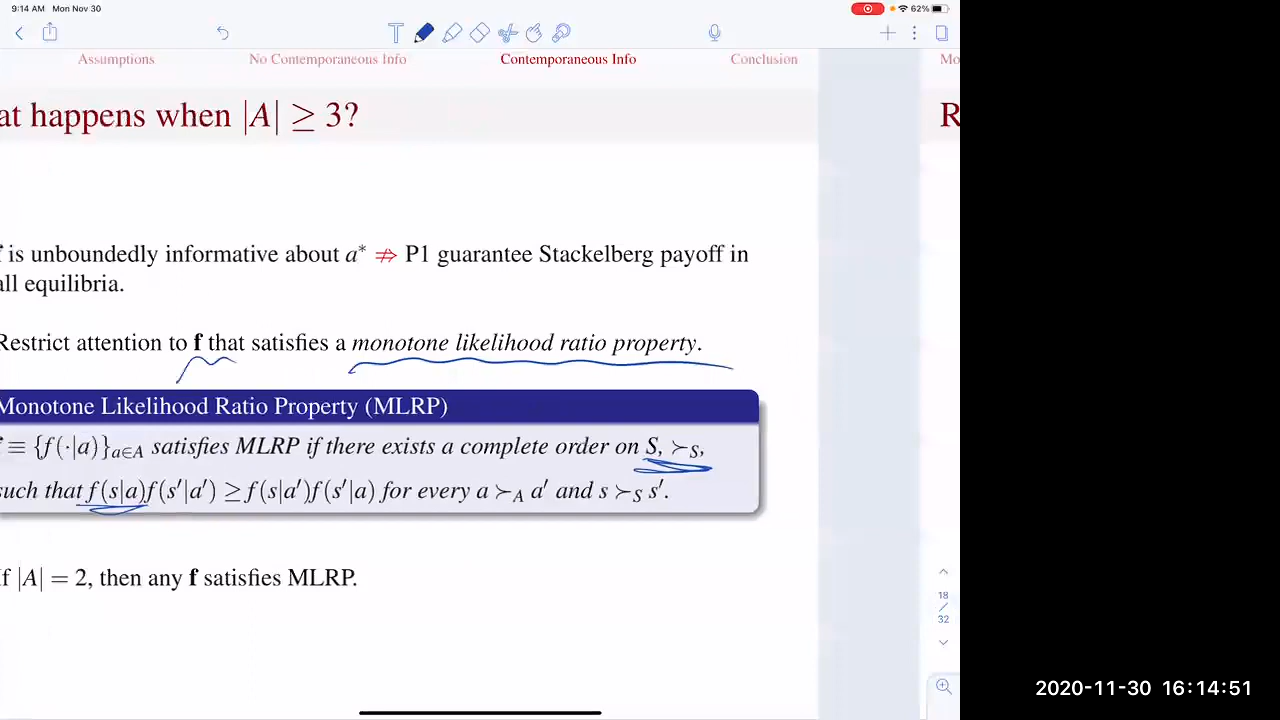 9:14 AM Mon Nov 30
62%
Assumptions No Contemporaneous Info Contemporaneous Info Conclusion Mo
at happens when |A| ≥ 3? R
f is unboundedly informative about a* ⇏ P1 guarantee Stackelberg payoff in
all equilibria.
Restrict attention to f that satisfies a monotone likelihood ratio property.
Monotone Likelihood Ratio Property (MLRP)
f ≡ {f(·|a)}a∈A satisfies MLRP if there exists a complete order on S, ≻S,
such that f(s|a)f(s′|a′) ≥ f(s|a′)f(s′|a) for every a ≻A a′ and s ≻S s′.
If |A| = 2, then any f satisfies MLRP.
18
/
32
2020-11-30 16:14:51